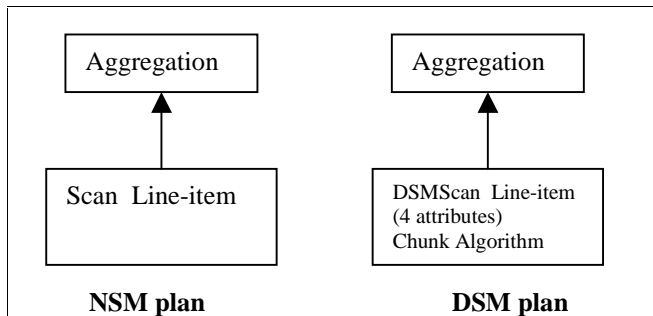 Aggregation
Scan Line-item
NSM plan
Aggregation
DSMScan Line-item
(4 attributes)
Chunk Algorithm
DSM plan